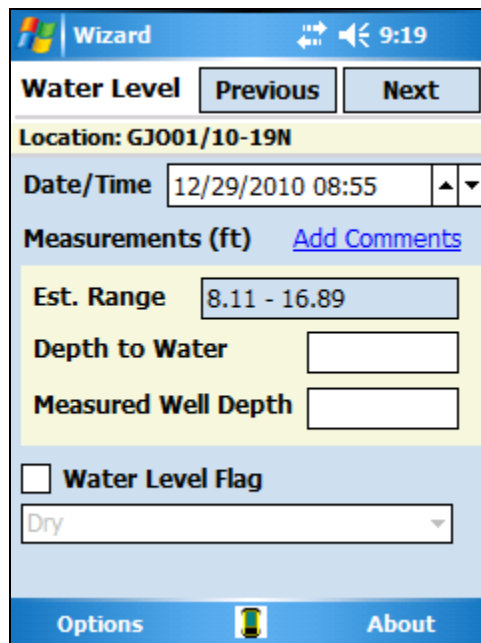 Wizard 9:19
Water Level Previous Next
Location: GJO01/10-19N
Date/Time 12/29/2010 08:55
Measurements (ft) Add Comments
Est. Range 8.11 - 16.89
Depth to Water
Measured Well Depth
Water Level Flag
Dry
Options About